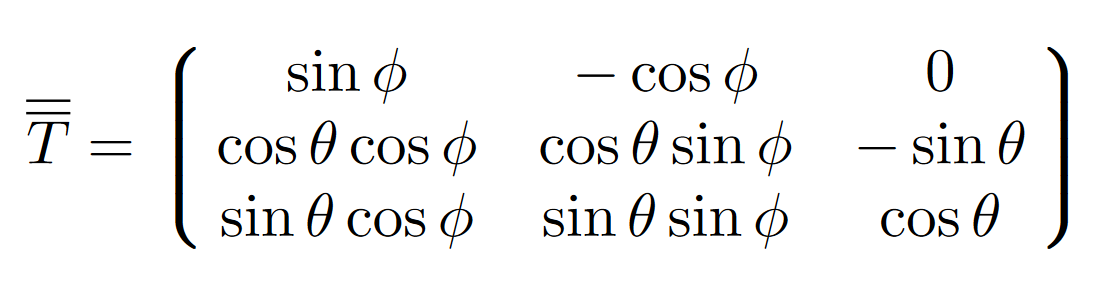 sin ϕ − cos ϕ 0
T̿ = ( cos θ cos ϕ cos θ sin ϕ − sin θ )
sin θ cos ϕ sin θ sin ϕ cos θ